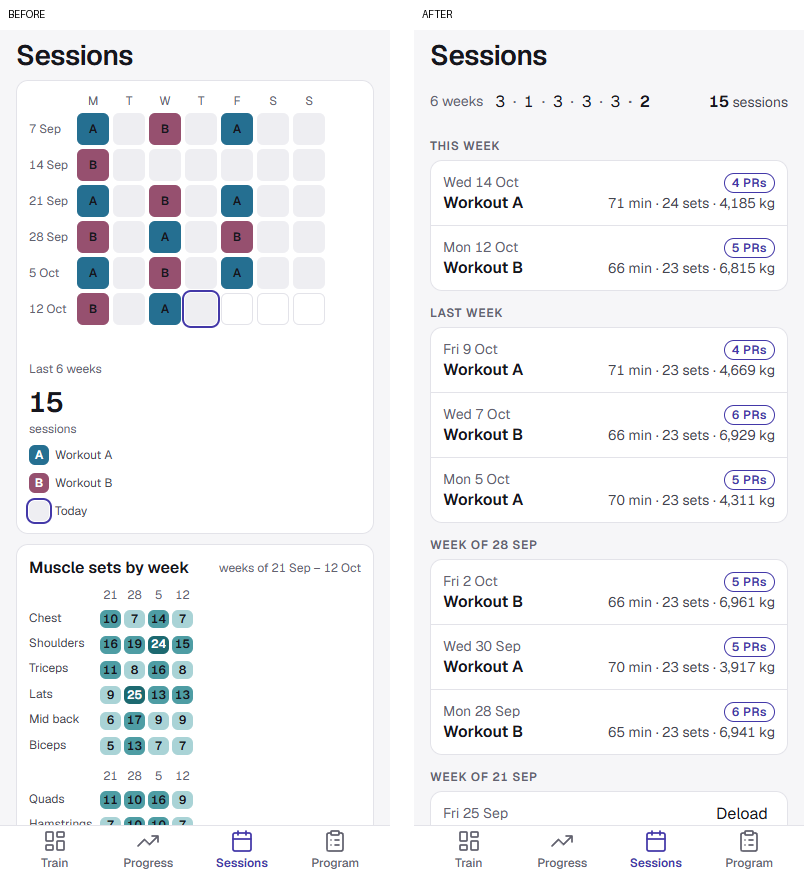 BEFORE
Sessions
M T W T F S S
7 Sep A B A
14 Sep B
21 Sep A B A
28 Sep B A B
5 Oct A B A
12 Oct B A
Last 6 weeks
15
sessions
A Workout A
B Workout B
Today
Muscle sets by week weeks of 21 Sep – 12 Oct
21 28 5 12
Chest 10 7 14 7
Shoulders 16 19 24 15
Triceps 11 8 16 8
Lats 9 25 13 13
Mid back 6 17 9 9
Biceps 5 13 7 7
21 28 5 12
Quads 11 10 16 9
Hamstrings 7 10 10 7
Train Progress Sessions Program
AFTER
Sessions
6 weeks 3 · 1 · 3 · 3 · 3 · 2 15 sessions
THIS WEEK
Wed 14 Oct 4 PRs
Workout A 71 min · 24 sets · 4,185 kg
Mon 12 Oct 5 PRs
Workout B 66 min · 23 sets · 6,815 kg
LAST WEEK
Fri 9 Oct 4 PRs
Workout A 71 min · 23 sets · 4,669 kg
Wed 7 Oct 6 PRs
Workout B 66 min · 23 sets · 6,929 kg
Mon 5 Oct 5 PRs
Workout A 70 min · 23 sets · 4,311 kg
WEEK OF 28 SEP
Fri 2 Oct 5 PRs
Workout B 66 min · 23 sets · 6,961 kg
Wed 30 Sep 5 PRs
Workout A 70 min · 23 sets · 3,917 kg
Mon 28 Sep 6 PRs
Workout B 65 min · 23 sets · 6,941 kg
WEEK OF 21 SEP
Fri 25 Sep Deload
Train Progress Sessions Program